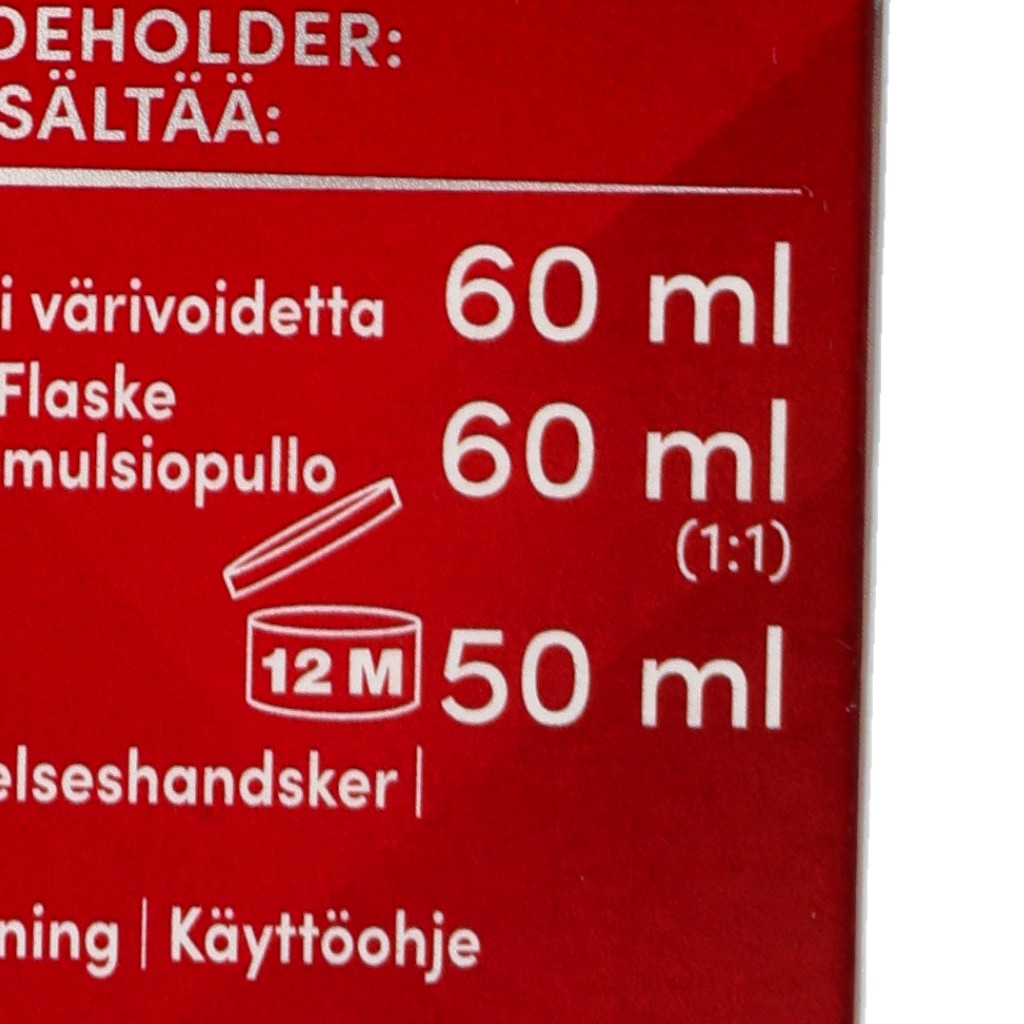 DEHOLDER:
SÄLTÄÄ:
i värivoidetta 60 ml
Flaske
mulsiopullo 60 ml
(1:1)
12 M 50 ml
elseshandsker |
ning | Käyttöohje